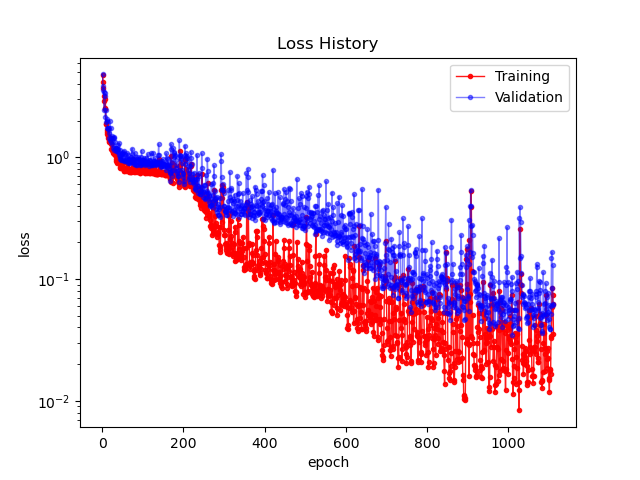 Loss History
Training
Validation
loss
10⁰
10⁻¹
10⁻²
0 200 400 600 800 1000
epoch